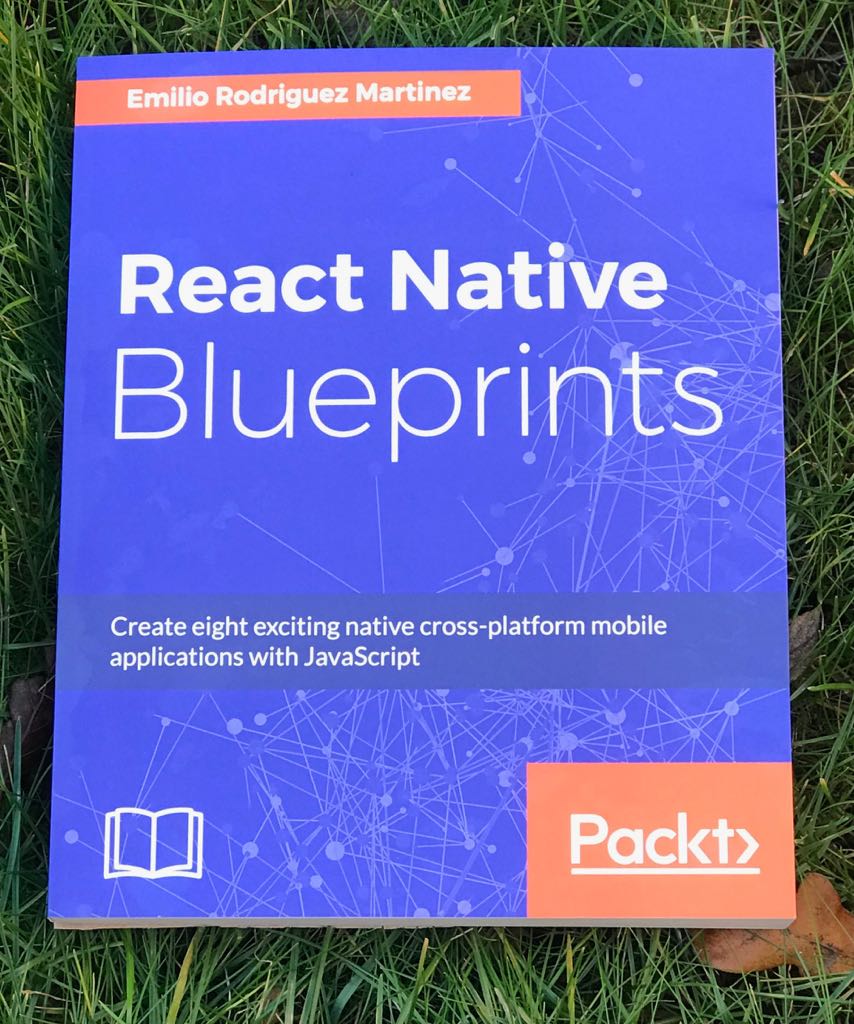 Emilio Rodriguez Martinez
React Native
Blueprints
Create eight exciting native cross-platform mobile
applications with JavaScript
Packt>